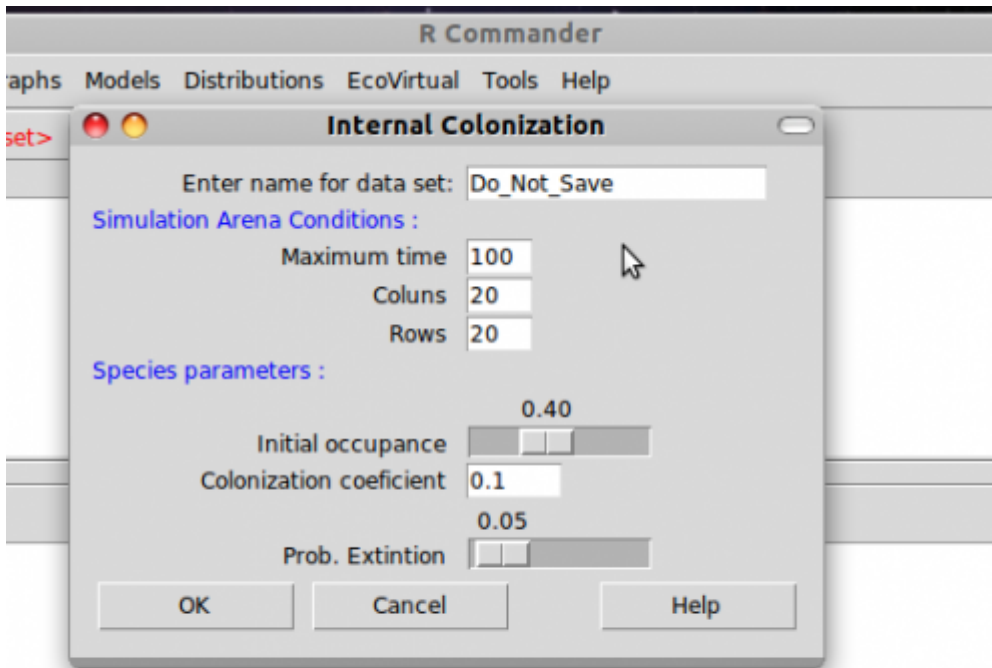 R Commander
raphs Models Distributions EcoVirtual Tools Help
set>
Internal Colonization
Enter name for data set: Do_Not_Save
Simulation Arena Conditions :
Maximum time 100
Coluns 20
Rows 20
Species parameters :
0.40
Initial occupance
Colonization coeficient 0.1
0.05
Prob. Extintion
OK Cancel Help